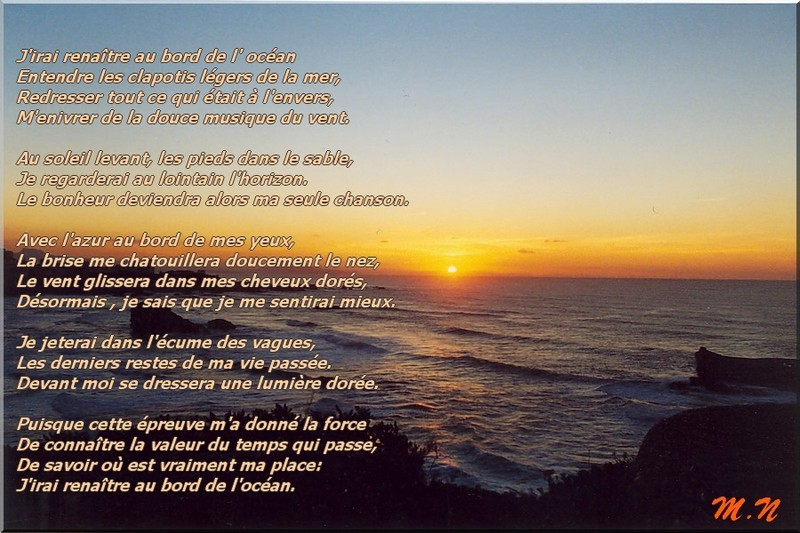 J'irai renaître au bord de l' océan
Entendre les clapotis légers de la mer,
Redresser tout ce qui était à l'envers,
M'enivrer de la douce musique du vent.

Au soleil levant, les pieds dans le sable,
Je regarderai au lointain l'horizon.
Le bonheur deviendra alors ma seule chanson.

Avec l'azur au bord de mes yeux,
La brise me chatouillera doucement le nez,
Le vent glissera dans mes cheveux dorés,
Désormais , je sais que je me sentirai mieux.

Je jeterai dans l'écume des vagues,
Les derniers restes de ma vie passée.
Devant moi se dressera une lumière dorée.

Puisque cette épreuve m'a donné la force
De connaître la valeur du temps qui passe,
De savoir où est vraiment ma place:
J'irai renaître au bord de l'océan.
M.N